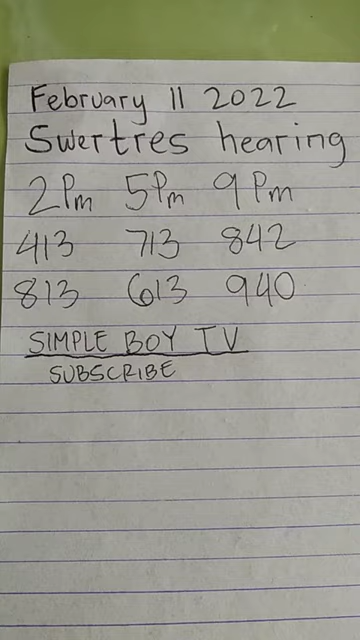 February 11 2022
Swertres hearing
2Pm 5Pm 9Pm
413 713 842
813 613 940
SIMPLE BOY TV
SUBSCRIBE